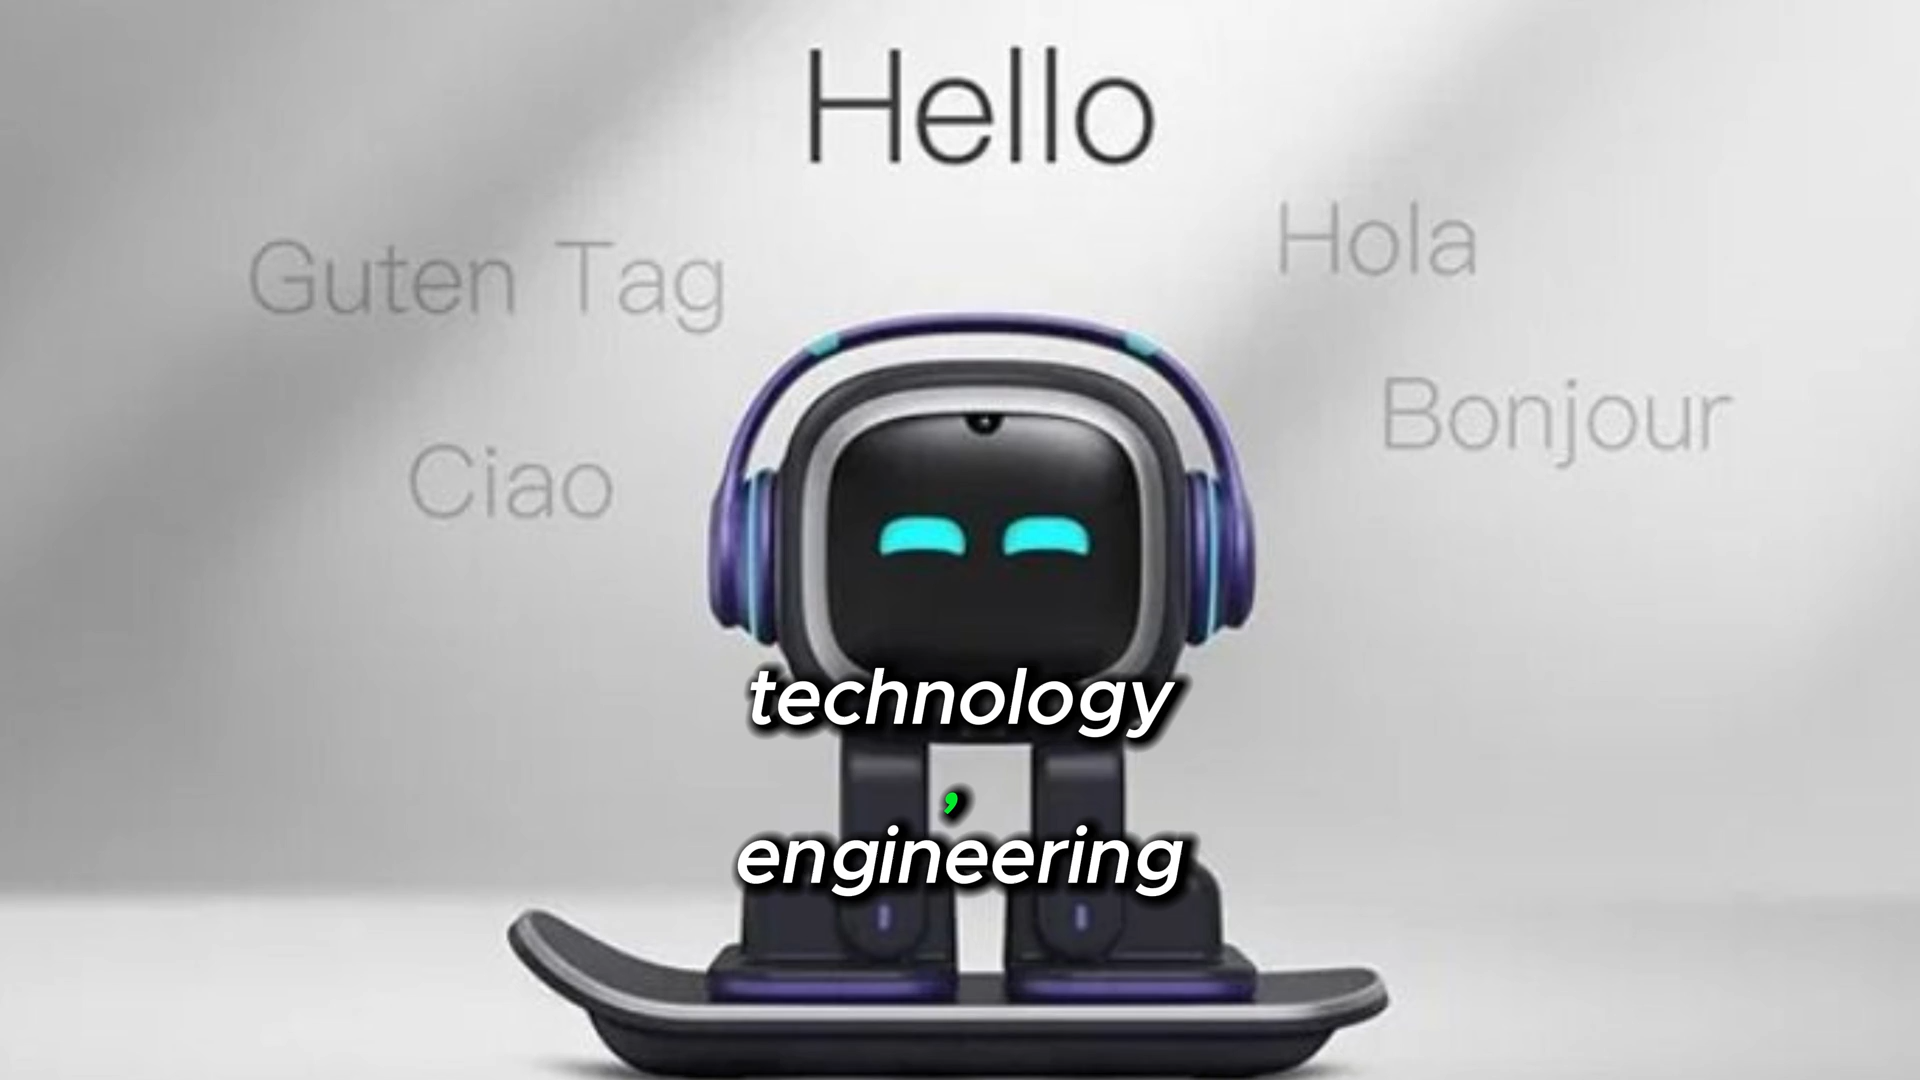 Hello
Hola
Guten Tag
Bonjour
Ciao
technology
,
engineering